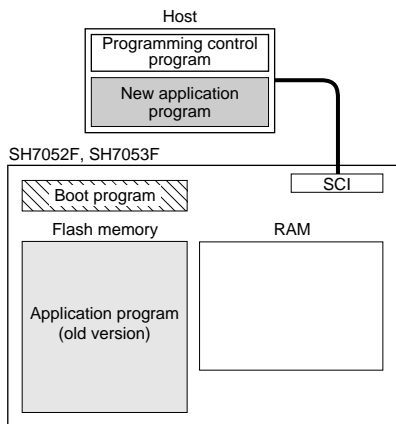 Host
Programming control
program
New application
program
SH7052F, SH7053F
SCI
Boot program
Flash memory
RAM
Application program
(old version)